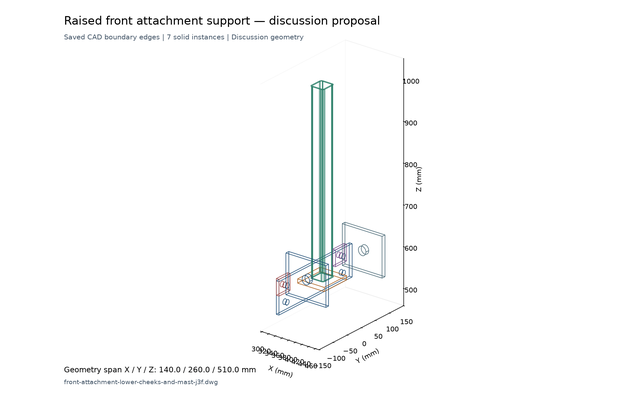 Raised front attachment support — discussion proposal
Saved CAD boundary edges | 7 solid instances | Discussion geometry
1000
900
800
700
600
500
Z (mm)
150
100
50
0
−50
−100
−150
Y (mm)
X (mm)
Geometry span X / Y / Z: 140.0 / 260.0 / 510.0 mm
front-attachment-lower-cheeks-and-mast-j3f.dwg